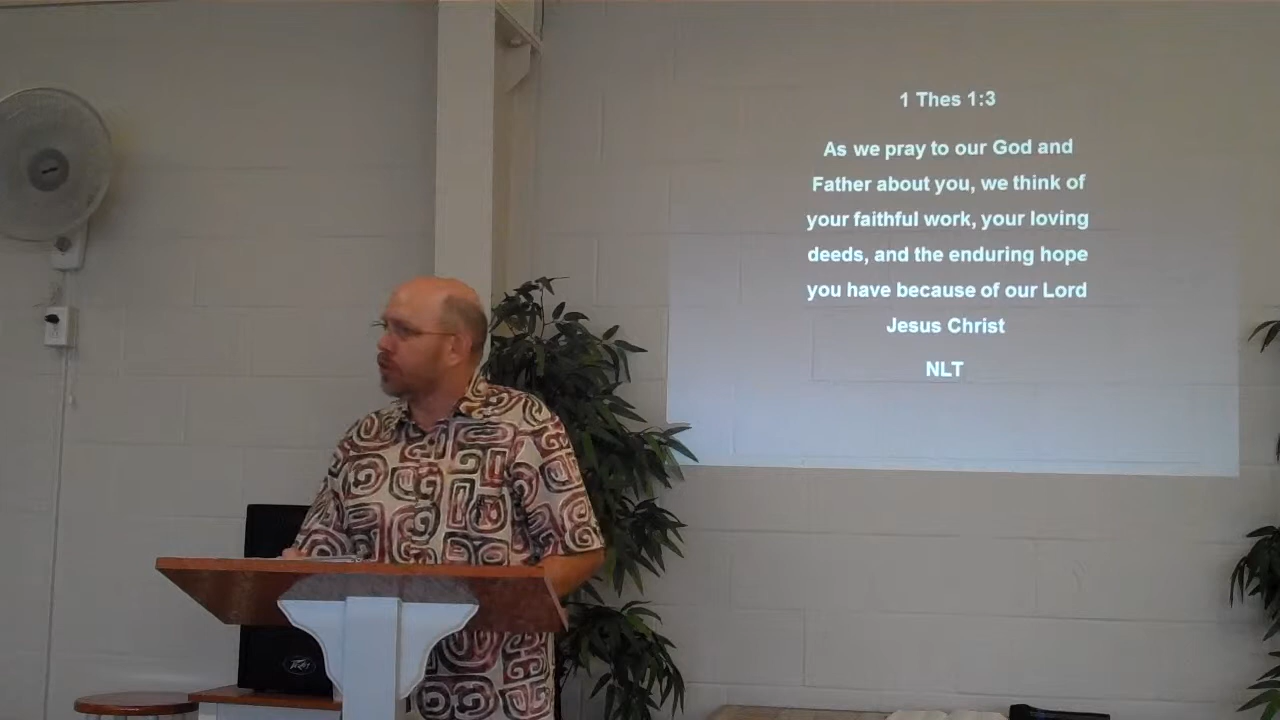 1 Thes 1:3
As we pray to our God and
Father about you, we think of
your faithful work, your loving
deeds, and the enduring hope
you have because of our Lord
Jesus Christ
NLT
PEAVEY